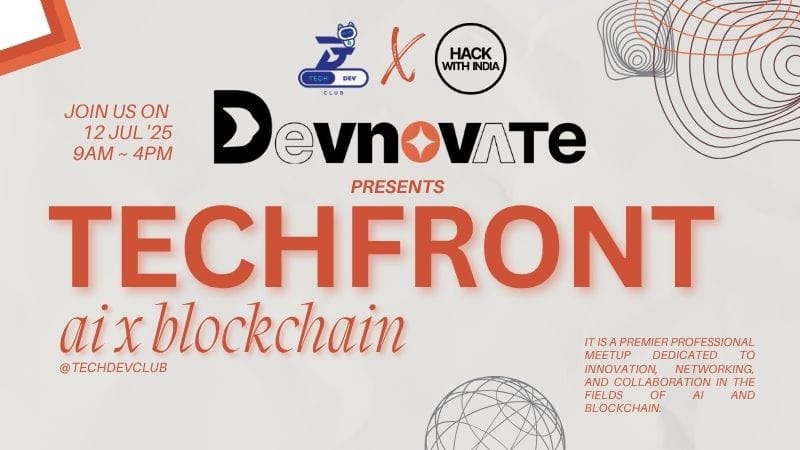 TECH DEV
CLUB
X
HACK
WITH INDIA
JOIN US ON
12 JUL '25
9AM ~ 4PM
Devnovate
PRESENTS
TECHFRONT
ai x blockchain
@TECHDEVCLUB
IT IS A PREMIER PROFESSIONAL
MEETUP DEDICATED TO
INNOVATION, NETWORKING,
AND COLLABORATION IN THE
FIELDS OF AI AND
BLOCKCHAIN.